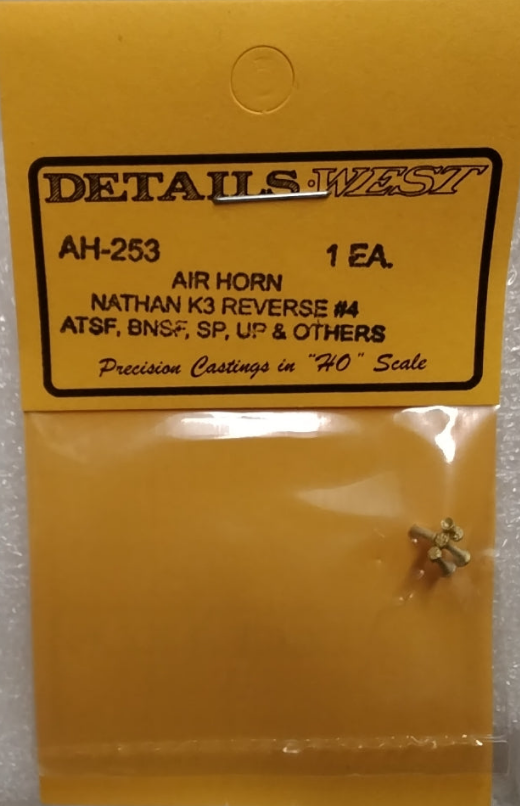 DETAILS WEST
AH-253 1 EA.
AIR HORN
NATHAN K3 REVERSE #4
ATSF, BNSF, SP, UP & OTHERS
Precision Castings in "HO" Scale